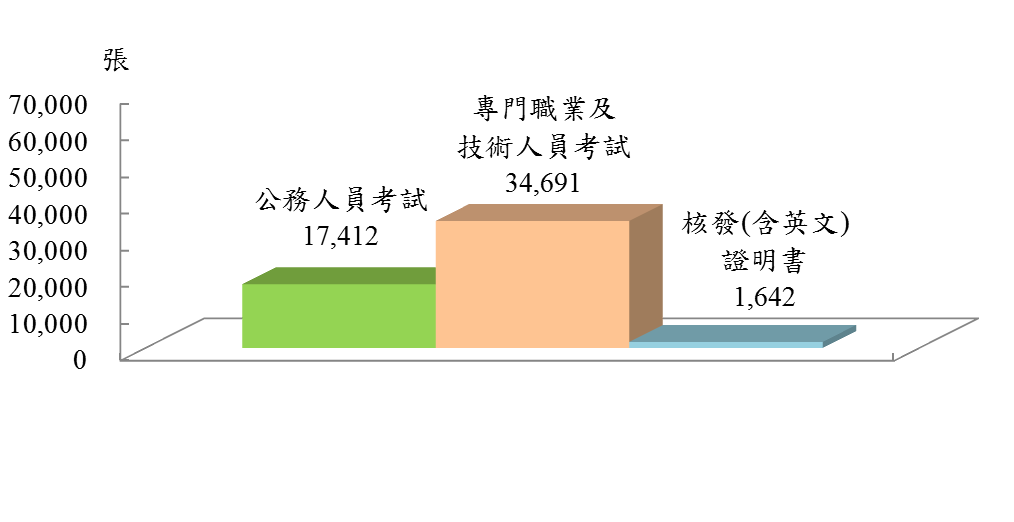 張
70,000
60,000
50,000
40,000
30,000
20,000
10,000
0
公務人員考試
17,412
專門職業及
技術人員考試
34,691
核發(含英文)
證明書
1,642